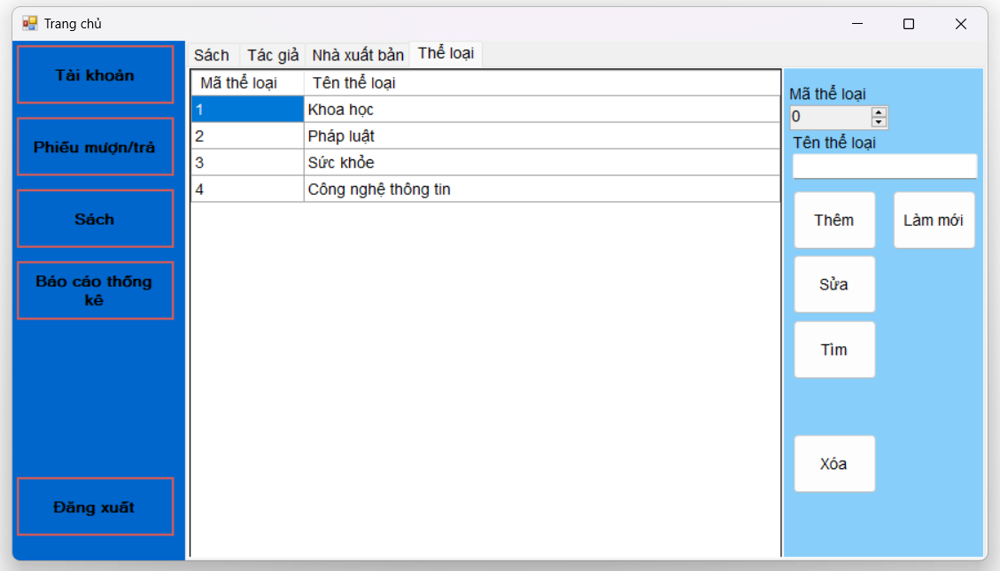 Trang chủ
Tài khoản
Phiếu mượn/trả
Sách
Báo cáo thống
kê
Đăng xuất
Sách Tác giả Nhà xuất bản Thể loại
Mã thể loại Tên thể loại
1 Khoa học
2 Pháp luật
3 Sức khỏe
4 Công nghệ thông tin
Mã thể loại
0
Tên thể loại
Thêm Làm mới
Sửa
Tìm
Xóa